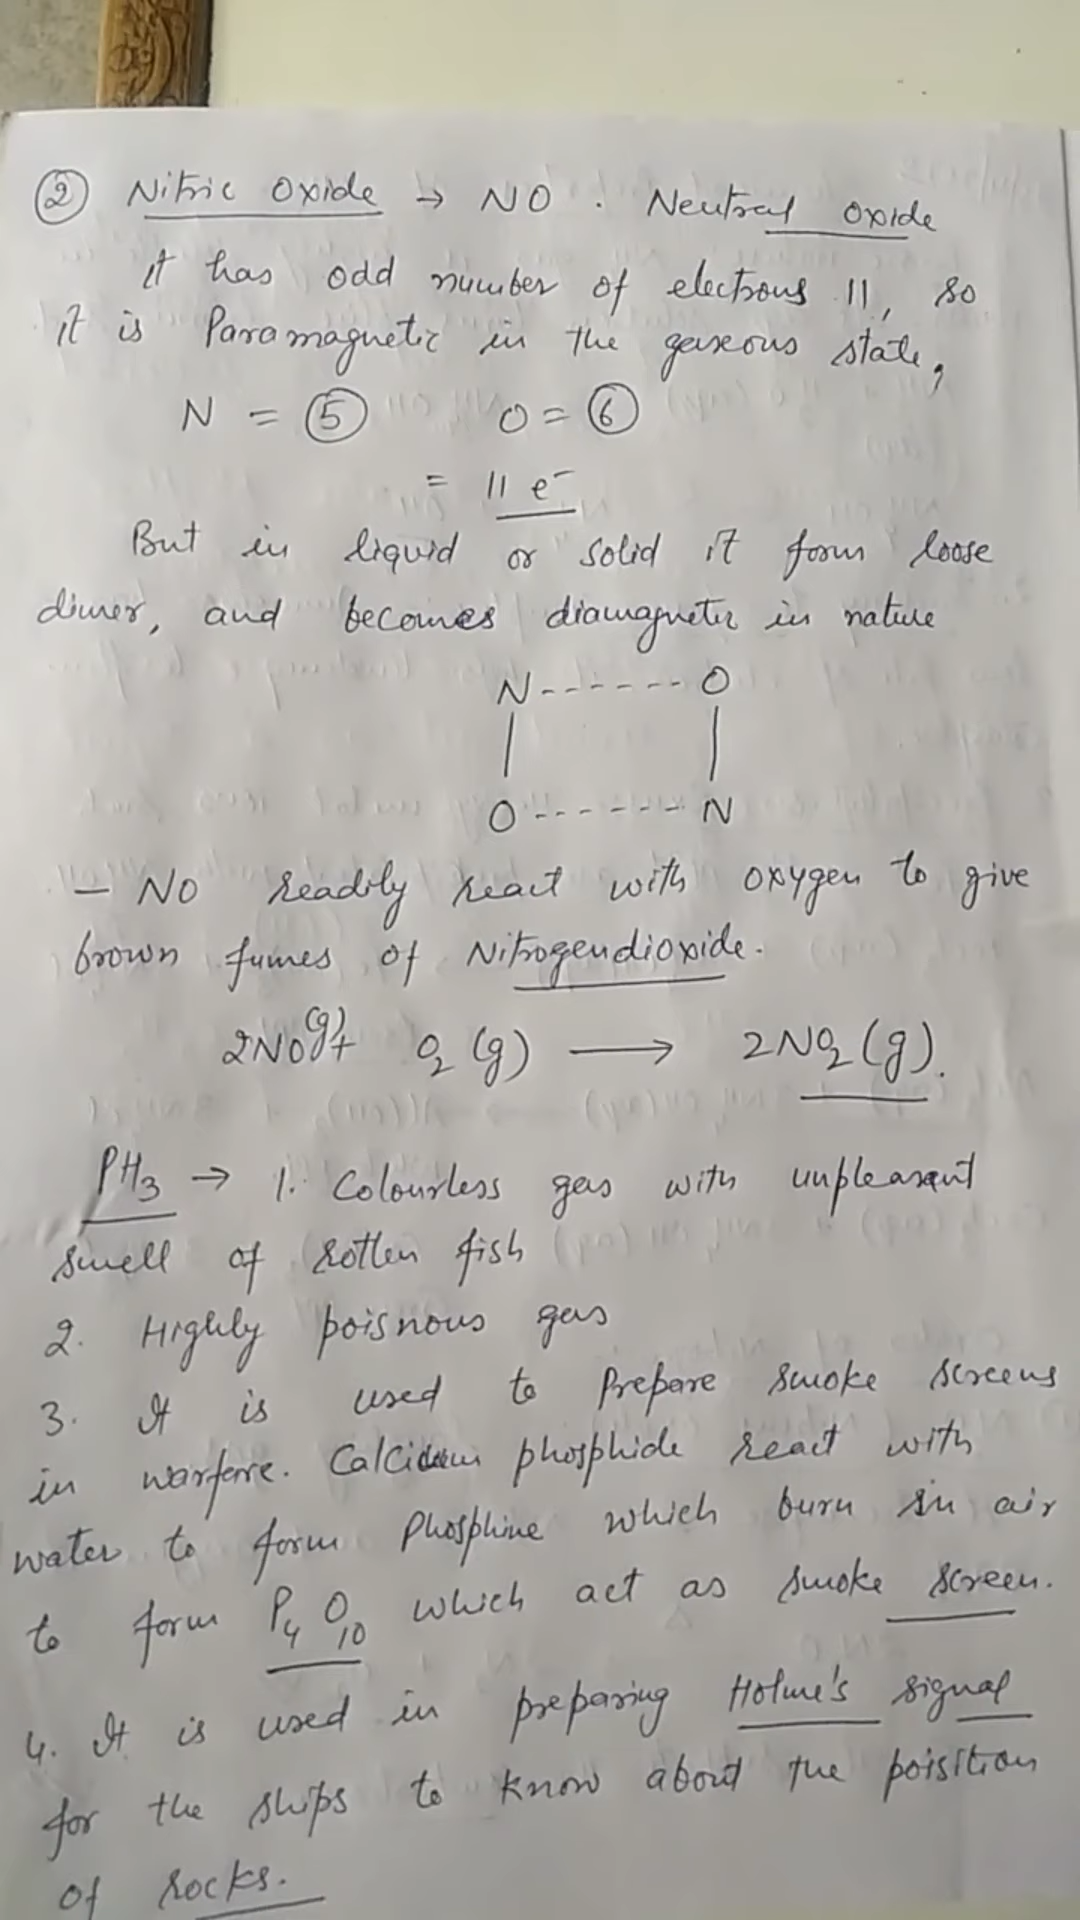 ② Nitric Oxide → NO . Neutral oxide
it has odd number of electrons 11, so
it is Paramagnetic in the gaseous state,
N = ⑤ O = ⑥
= 11 e⁻
But in liquid or solid it form loose
dimer, and becomes diamagnetic in nature
N------O
| |
O------N
- NO readily react with oxygen to give
brown fumes of Nitrogendioxide.
2NO(g)+ O₂ (g) → 2NO₂ (g).
PH₃ → 1. Colourless gas with unpleasant
smell of rotten fish
2. Highly poisnous gas
3. It is used to Prepare smoke screens
in warfare. Calcium phosphide react with
water to form Phosphine which burn in air
to form P₄O₁₀ which act as smoke screen.
4. It is used in preparing Holme's signal
for the ships to know about the poisition
of rocks.